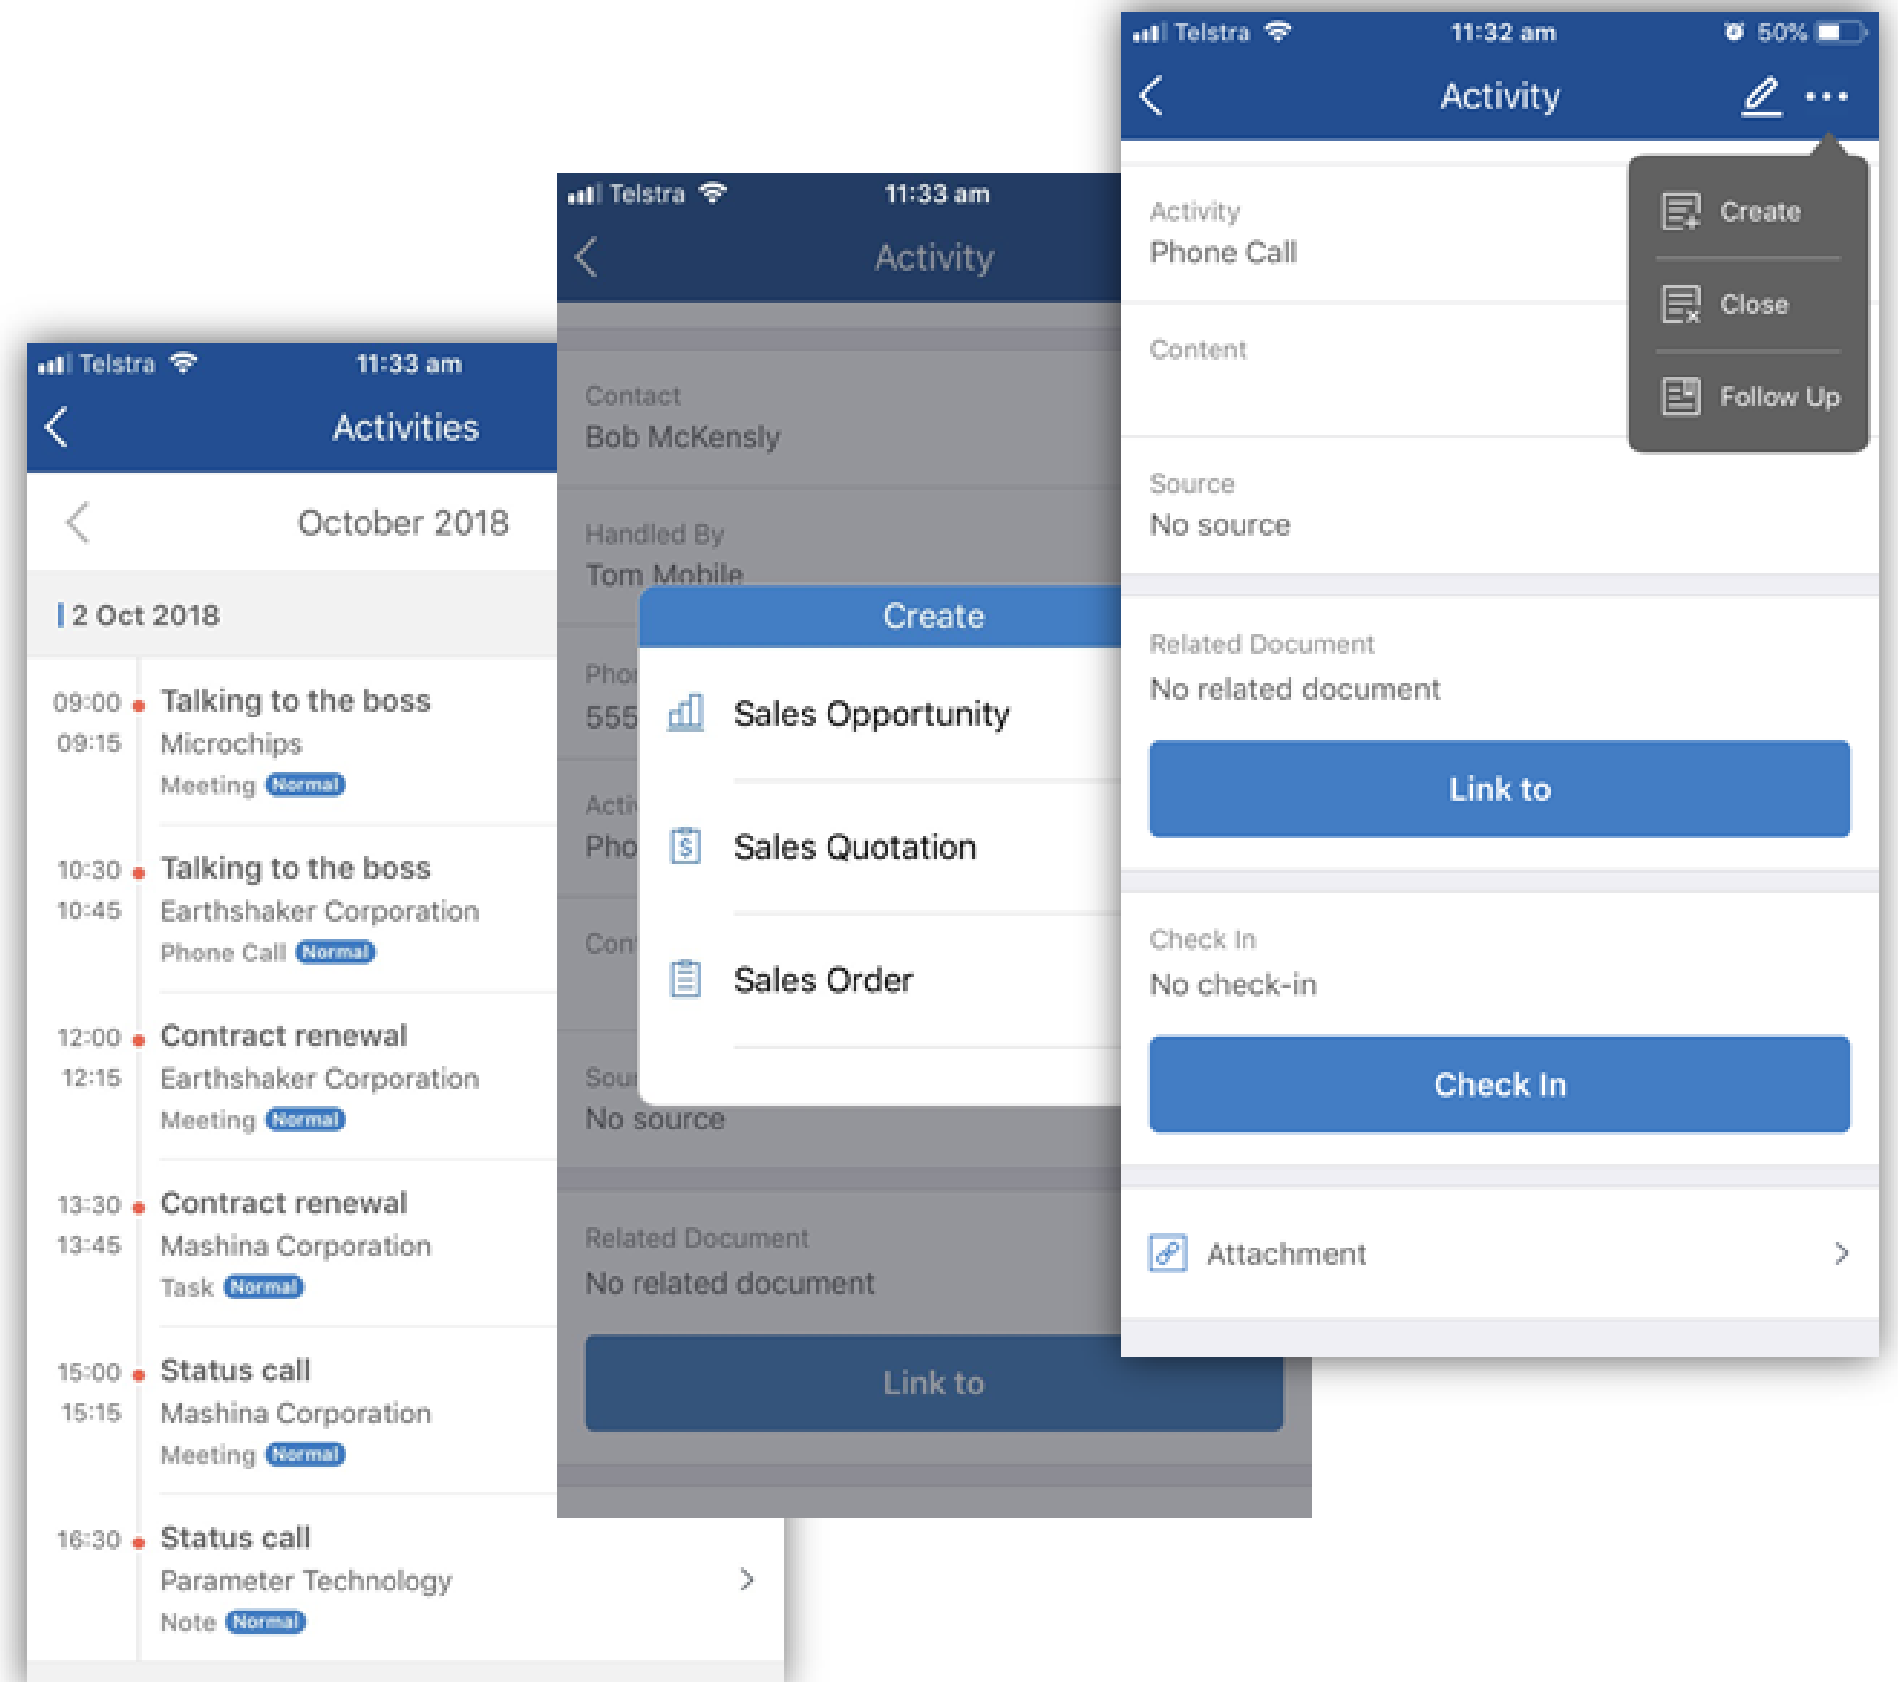 Telstra 11:33 am
Activities
October 2018
2 Oct 2018
09:00 Talking to the boss
09:15 Microchips
Meeting Normal
10:30 Talking to the boss
10:45 Earthshaker Corporation
Phone Call Normal
12:00 Contract renewal
12:15 Earthshaker Corporation
Meeting Normal
13:30 Contract renewal
13:45 Mashina Corporation
Task Normal
15:00 Status call
15:15 Mashina Corporation
Meeting Normal
16:30 Status call
Parameter Technology
Note Normal
Telstra 11:33 am
Activity
Contact
Bob McKensly
Handled By
Tom Mobile
Phon
555
Activ
Pho
Cont
Sour
No source
Create
Sales Opportunity
Sales Quotation
Sales Order
Related Document
No related document
Link to
Telstra 11:32 am 50%
Activity
Create
Close
Follow Up
Activity
Phone Call
Content
Source
No source
Related Document
No related document
Link to
Check In
No check-in
Check In
Attachment